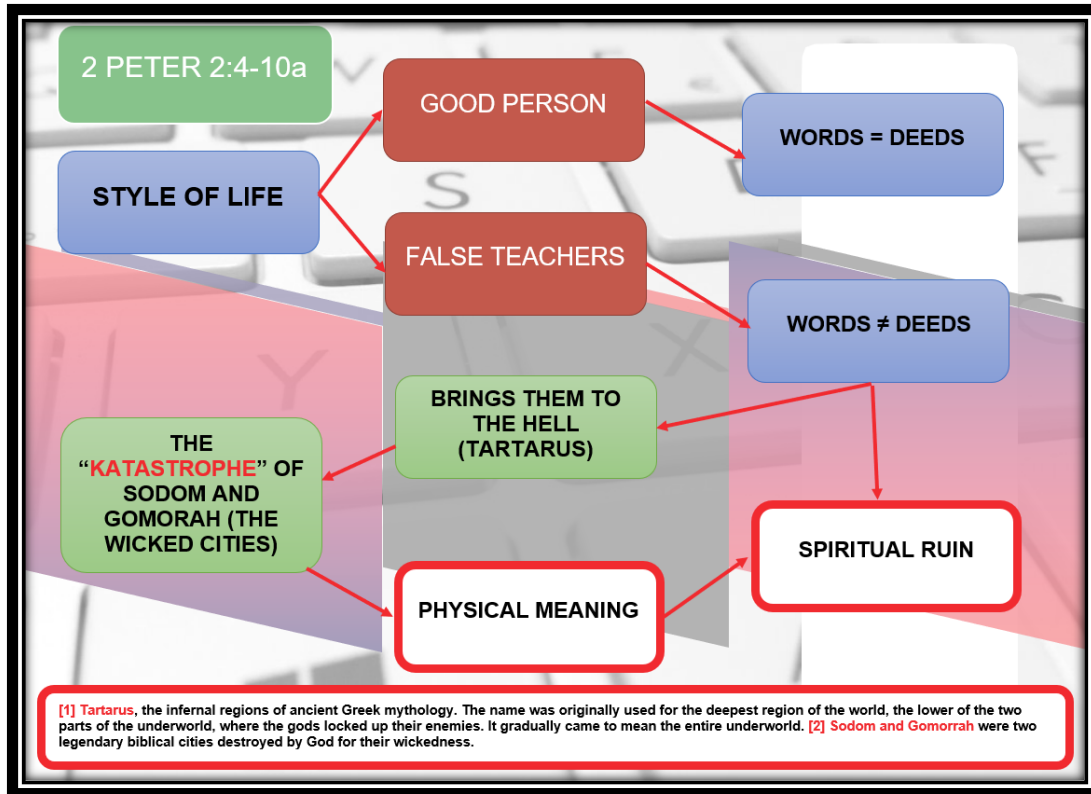 2 PETER 2:4-10a
GOOD PERSON
WORDS = DEEDS
STYLE OF LIFE
FALSE TEACHERS
WORDS ≠ DEEDS
BRINGS THEM TO
THE HELL
(TARTARUS)
THE
“KATASTROPHE” OF
SODOM AND
GOMORAH (THE
WICKED CITIES)
SPIRITUAL RUIN
PHYSICAL MEANING
[1] Tartarus, the infernal regions of ancient Greek mythology. The name was originally used for the deepest region of the world, the lower of the two
parts of the underworld, where the gods locked up their enemies. It gradually came to mean the entire underworld. [2] Sodom and Gomorrah were two
legendary biblical cities destroyed by God for their wickedness.